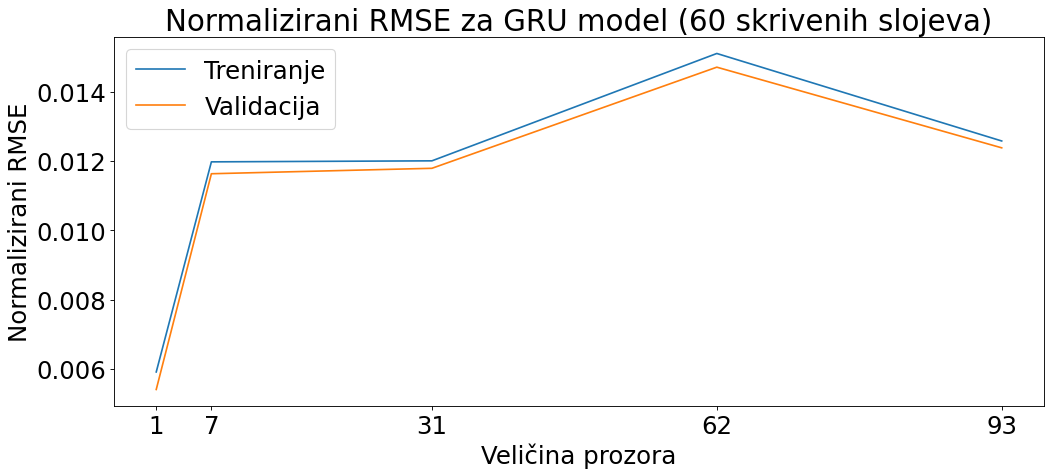 Normalizirani RMSE za GRU model (60 skrivenih slojeva)
Treniranje
Validacija
Normalizirani RMSE
0.014
0.012
0.010
0.008
0.006
1 7 31 62 93
Veličina prozora